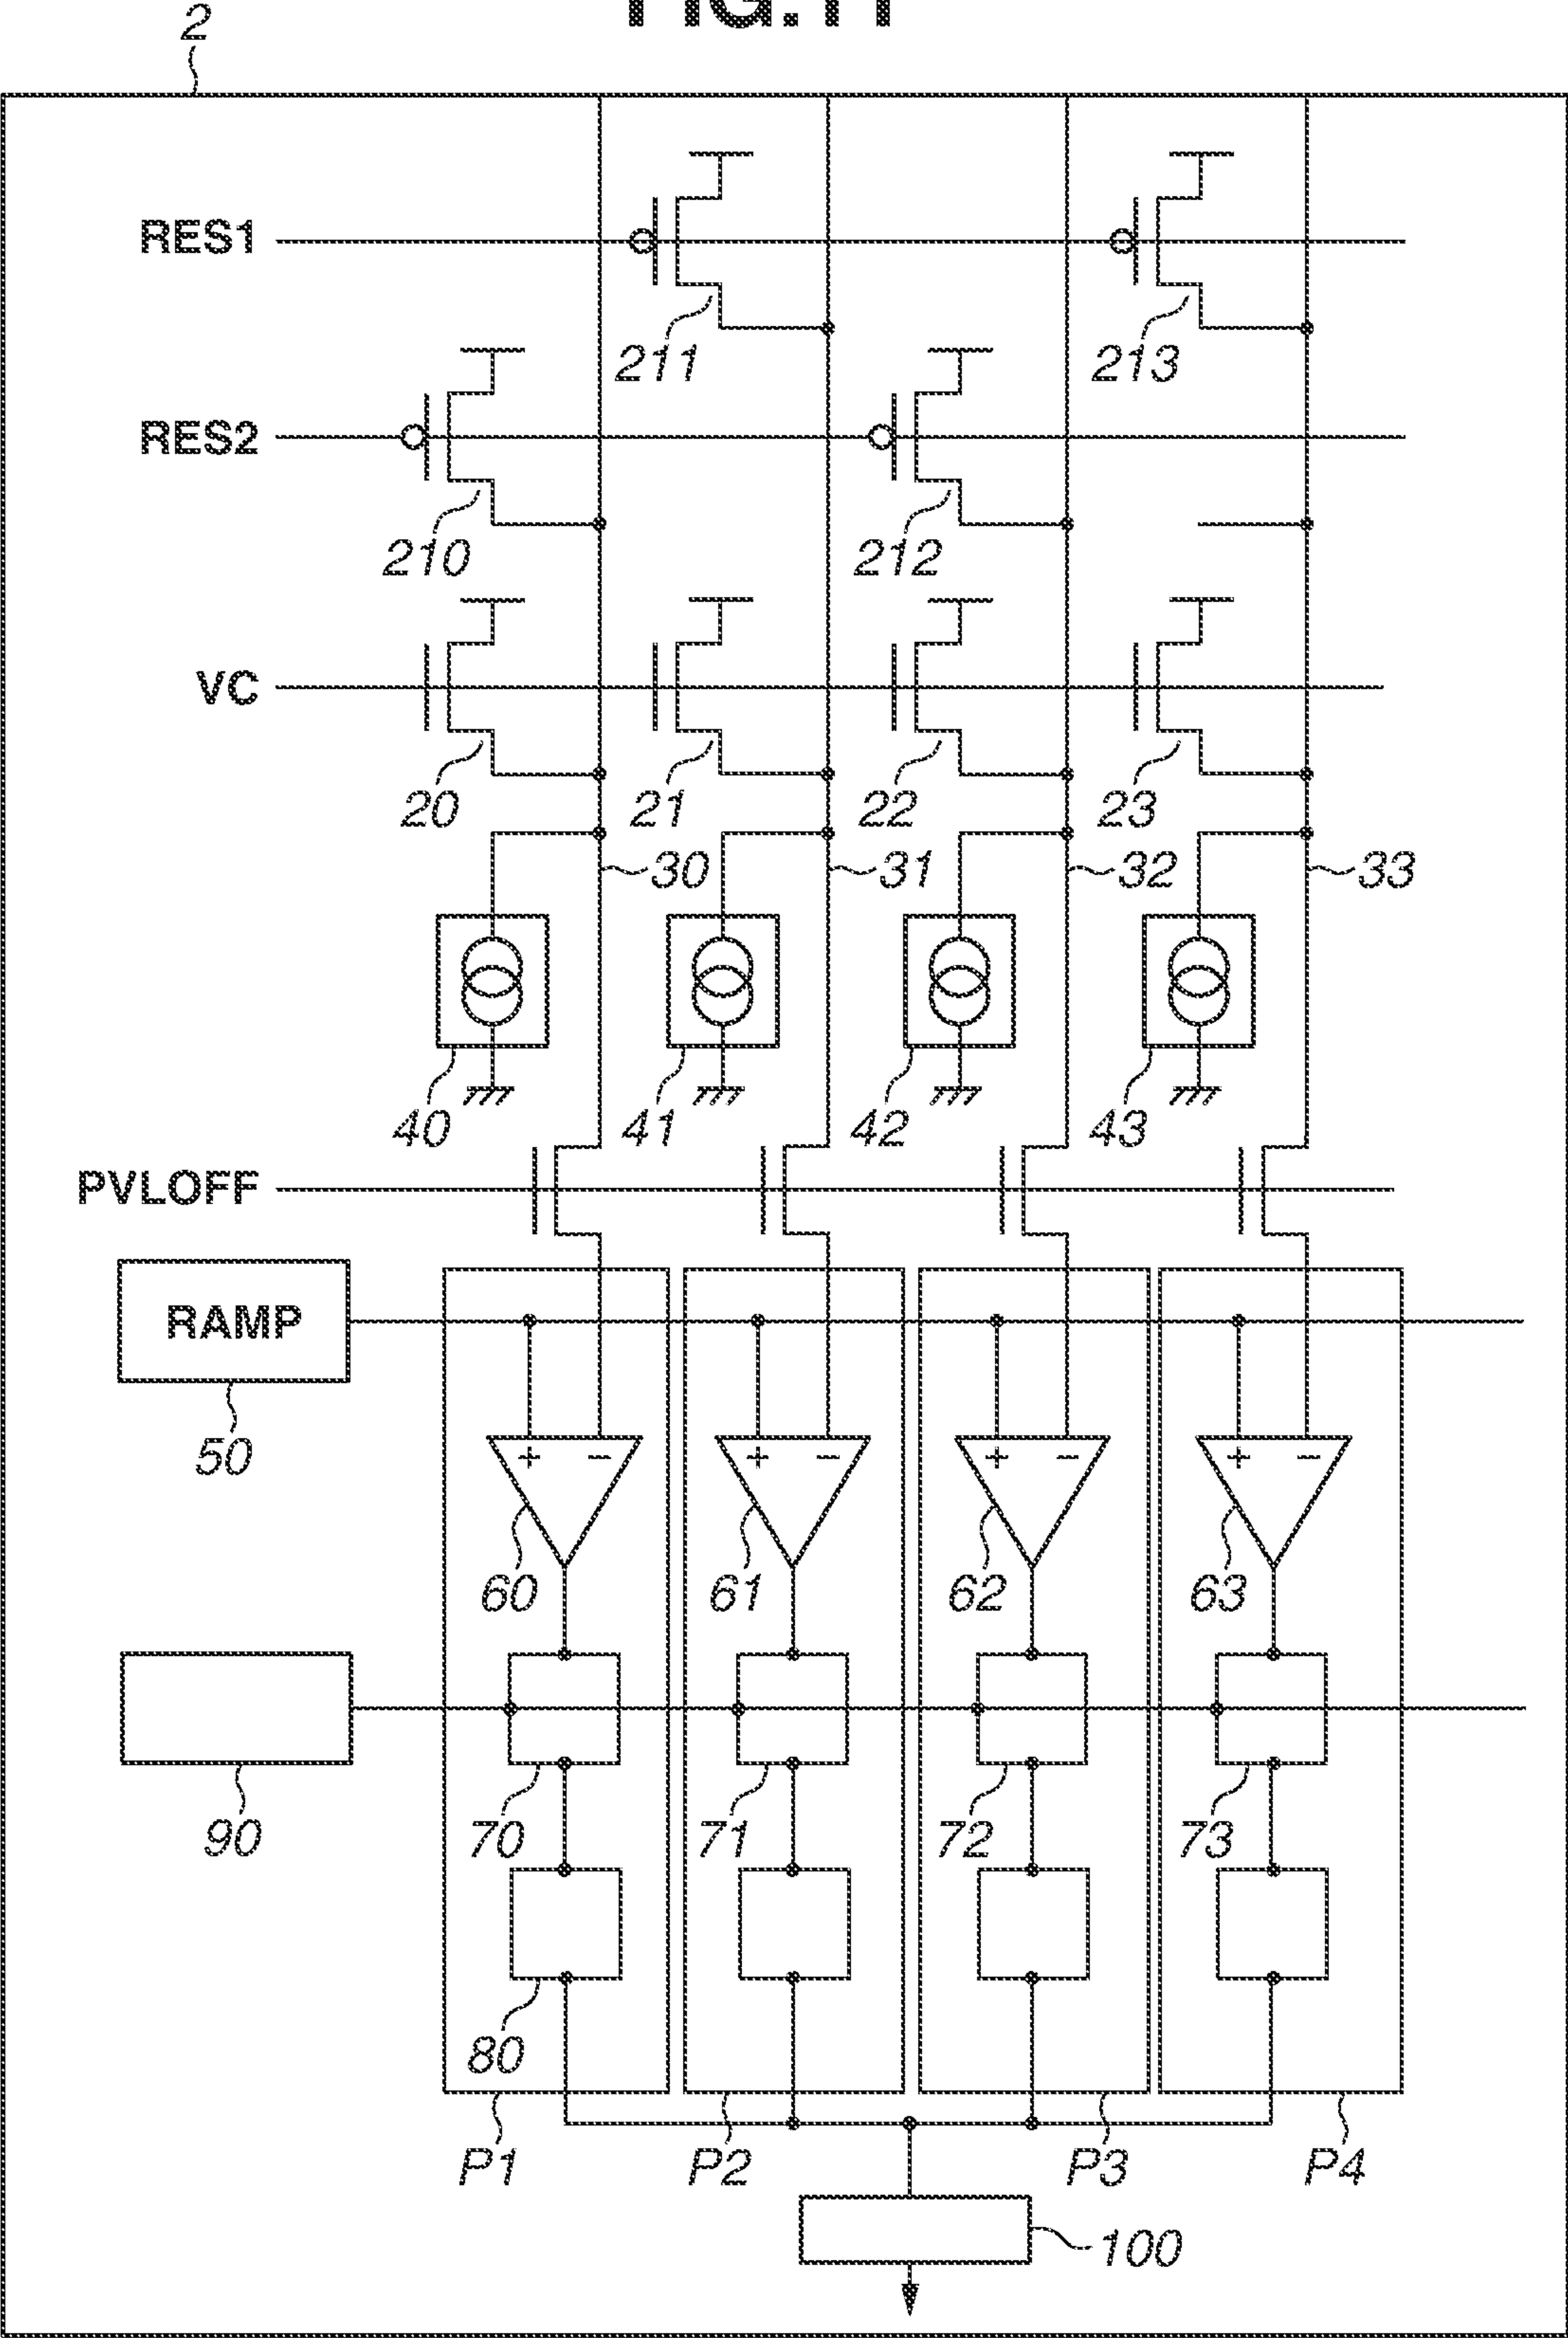 FIG.11
2
RES1
211
213
RES2
210
212
VC
20
21
22
23
30
31
32
33
40
41
42
43
PVLOFF
RAMP
50
+ − + − + − + −
60
61
62
63
90
70
71
72
73
80
P1
P2
P3
P4
100